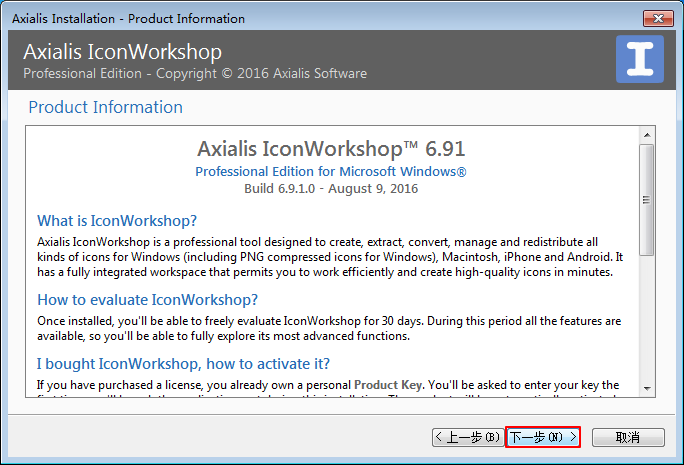 Axialis Installation - Product Information
Axialis IconWorkshop
Professional Edition - Copyright © 2016 Axialis Software
I
Product Information
Axialis IconWorkshop™ 6.91
Professional Edition for Microsoft Windows®
Build 6.9.1.0 - August 9, 2016
What is IconWorkshop?
Axialis IconWorkshop is a professional tool designed to create, extract, convert, manage and redistribute all
kinds of icons for Windows (including PNG compressed icons for Windows), Macintosh, iPhone and Android. It
has a fully integrated workspace that permits you to work efficiently and create high-quality icons in minutes.
How to evaluate IconWorkshop?
Once installed, you'll be able to freely evaluate IconWorkshop for 30 days. During this period all the features are
available, so you'll be able to fully explore its most advanced functions.
I bought IconWorkshop, how to activate it?
If you have purchased a license, you already own a personal Product Key. You'll be asked to enter your key the
< 上一步(B) 下一步(N) > 取消